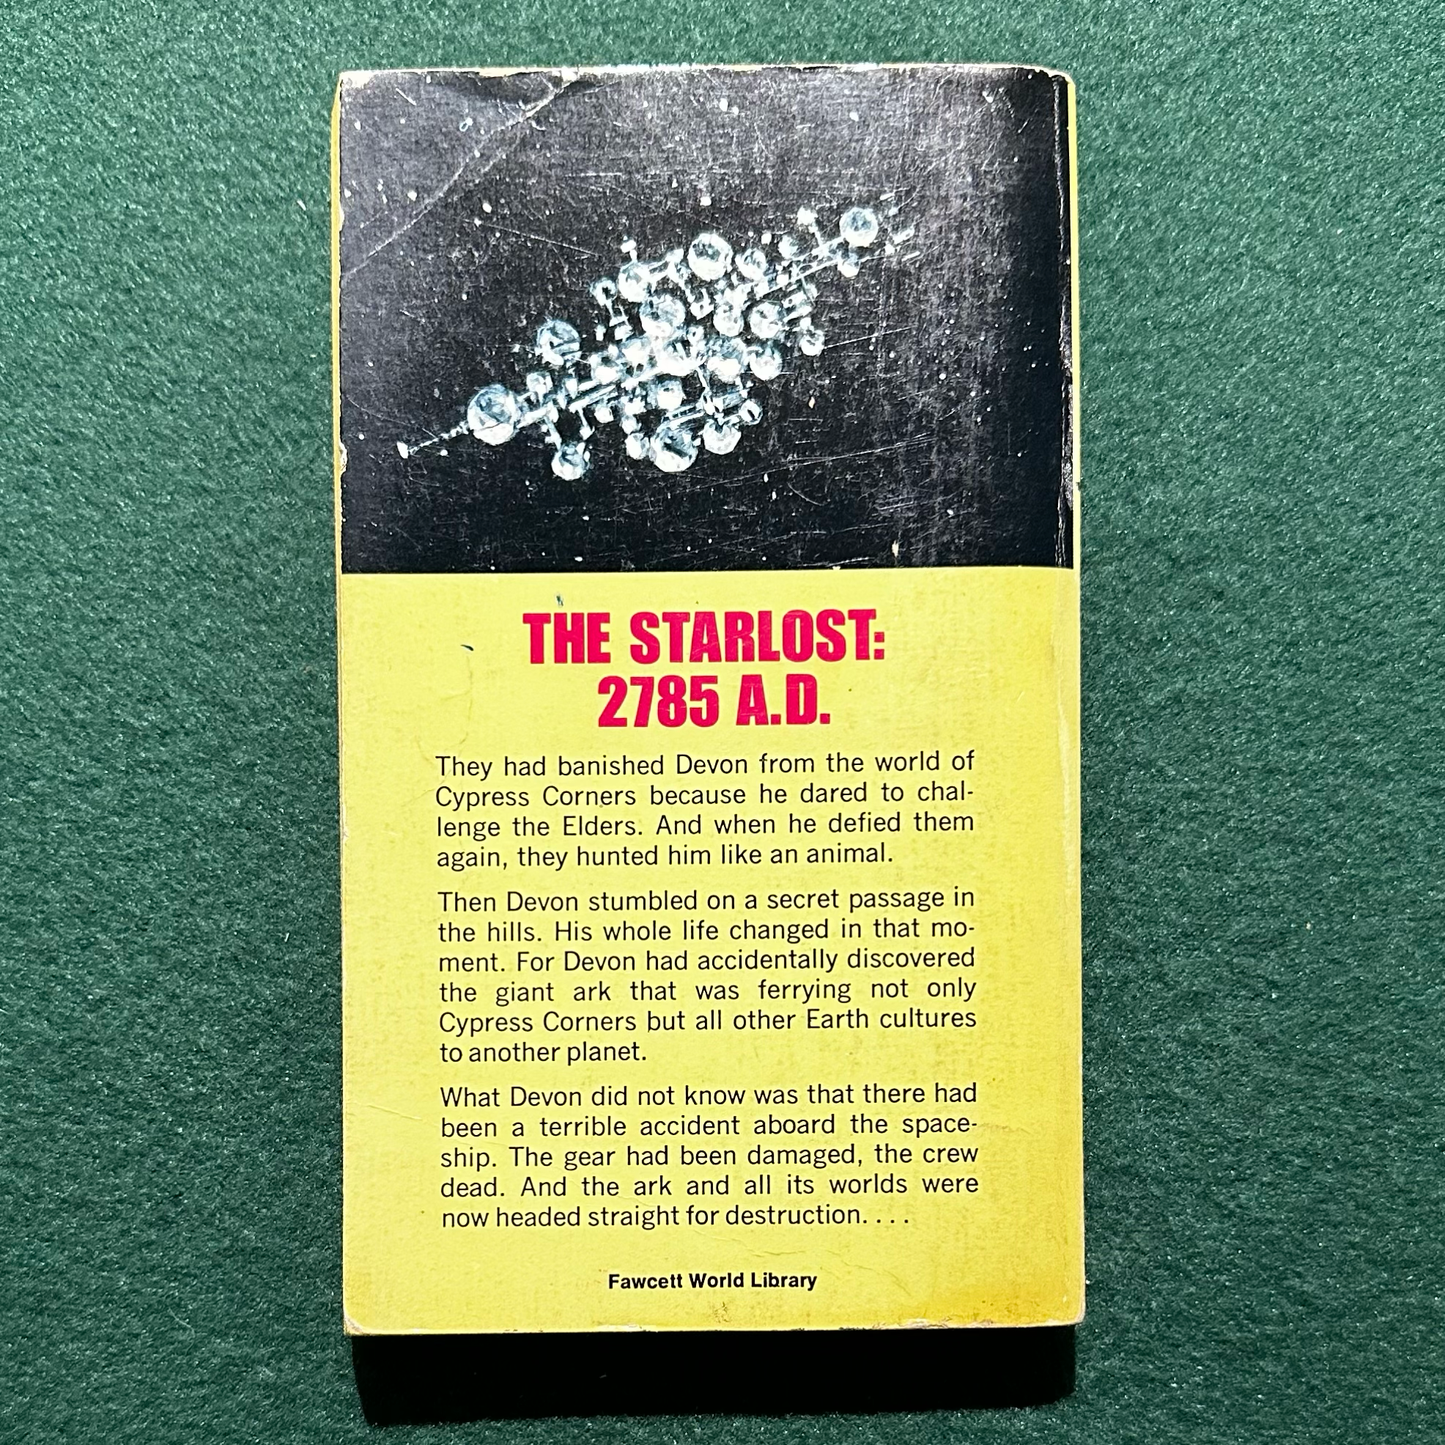 THE STARLOST:
2785 A.D.
They had banished Devon from the world of
Cypress Corners because he dared to chal-
lenge the Elders. And when he defied them
again, they hunted him like an animal.
Then Devon stumbled on a secret passage in
the hills. His whole life changed in that mo-
ment. For Devon had accidentally discovered
the giant ark that was ferrying not only
Cypress Corners but all other Earth cultures
to another planet.
What Devon did not know was that there had
been a terrible accident aboard the space-
ship. The gear had been damaged, the crew
dead. And the ark and all its worlds were
now headed straight for destruction. . . .
Fawcett World Library